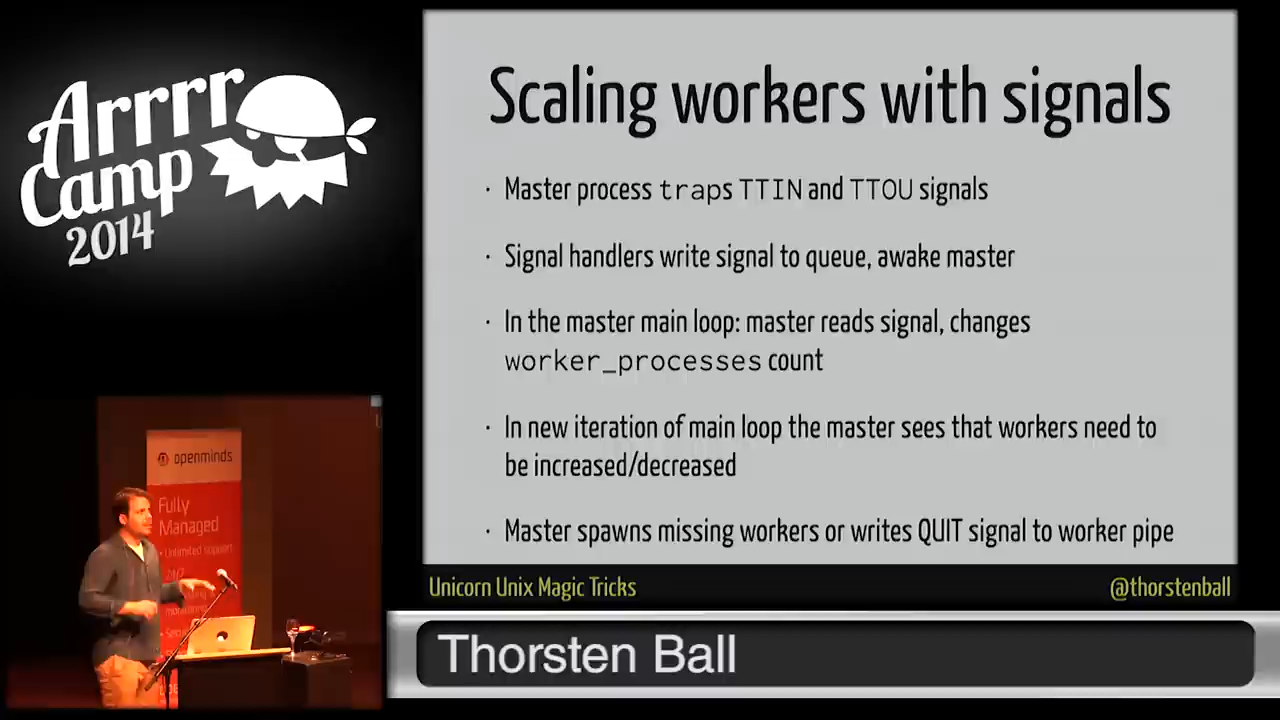 Arrrr
Camp
2014
Scaling workers with signals
· Master process traps TTIN and TTOU signals
· Signal handlers write signal to queue, awake master
· In the master main loop: master reads signal, changes
worker_processes count
· In new iteration of main loop the master sees that workers need to
be increased/decreased
· Master spawns missing workers or writes QUIT signal to worker pipe
Unicorn Unix Magic Tricks
@thorstenball
openminds
Fully
Managed
• Unlimited support
Thorsten Ball